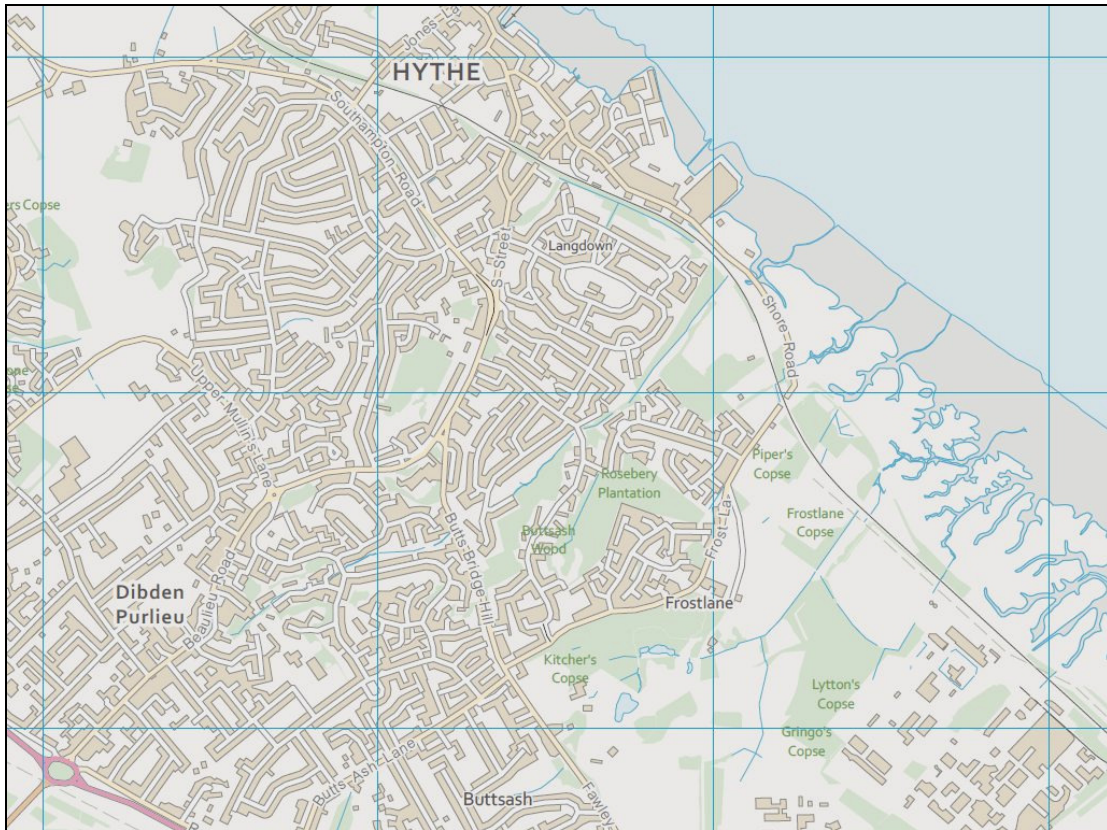 Jones-La
HYTHE
Southampton-Road
ers Copse
S-Street
Langdown
Shore-Road
Upper-Mullin's-Lane
Piper's
Copse
Rosebery
Plantation
Frostlane
Copse
Butts-Bridge-Hill
Buttsash
Wood
Frost-La
Dibden
Purlieu
Beaulieu-Road
Frostlane
Kitcher's
Copse
Lytton's
Copse
Gringo's
Copse
Butts-Ash-Lane
Buttsash
Fawley